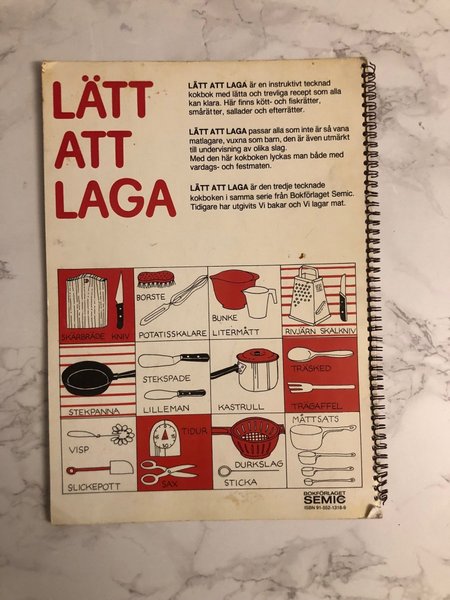 LÄTT
ATT
LAGA
LÄTT ATT LAGA är en instruktivt tecknad
kokbok med lätta och trevliga recept som alla
kan klara. Här finns kött- och fiskrätter,
smårätter, sallader och efterrätter.
LÄTT ATT LAGA passar alla som inte är så vana
matlagare, vuxna som barn, den är även utmärkt
till undervisning av olika slag.
Med den här kokboken lyckas man både med
vardags- och festmaten.
LÄTT ATT LAGA är den tredje tecknade
kokboken i samma serie från Bokförlaget Semic.
Tidigare har utgivits Vi bakar och Vi lagar mat.
SKÄRBRÄDE KNIV
BORSTE
POTATISSKALARE
BUNKE
LITERMÅTT
RIVJÄRN SKALKNIV
STEKPANNA
STEKSPADE
LILLEMAN
KASTRULL
TRÄSKED
TRÄGAFFEL
VISP
SLICKEPOTT
TIDUR
SAX
DURKSLAG
STICKA
MÅTTSATS
BOKFÖRLAGET
SEMIC
ISBN 91-552-1318-9